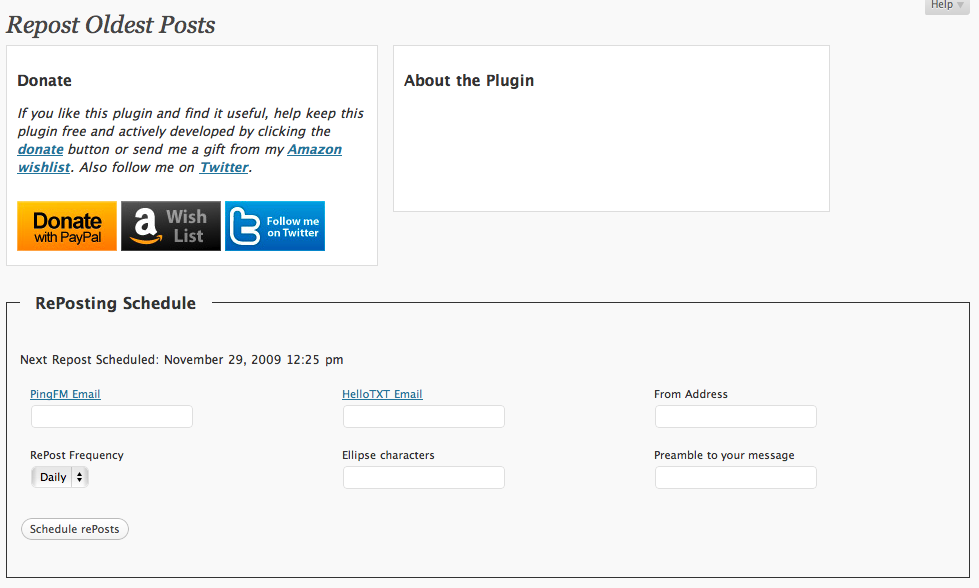 Help
Repost Oldest Posts
Donate
If you like this plugin and find it useful, help keep this
plugin free and actively developed by clicking the
donate button or send me a gift from my Amazon
wishlist. Also follow me on Twitter.
Donate
with PayPal
Wish
List
Follow me
on Twitter
About the Plugin
RePosting Schedule
Next Repost Scheduled: November 29, 2009 12:25 pm
PingFM Email
HelloTXT Email
From Address
RePost Frequency
Ellipse characters
Preamble to your message
Daily
Schedule rePosts